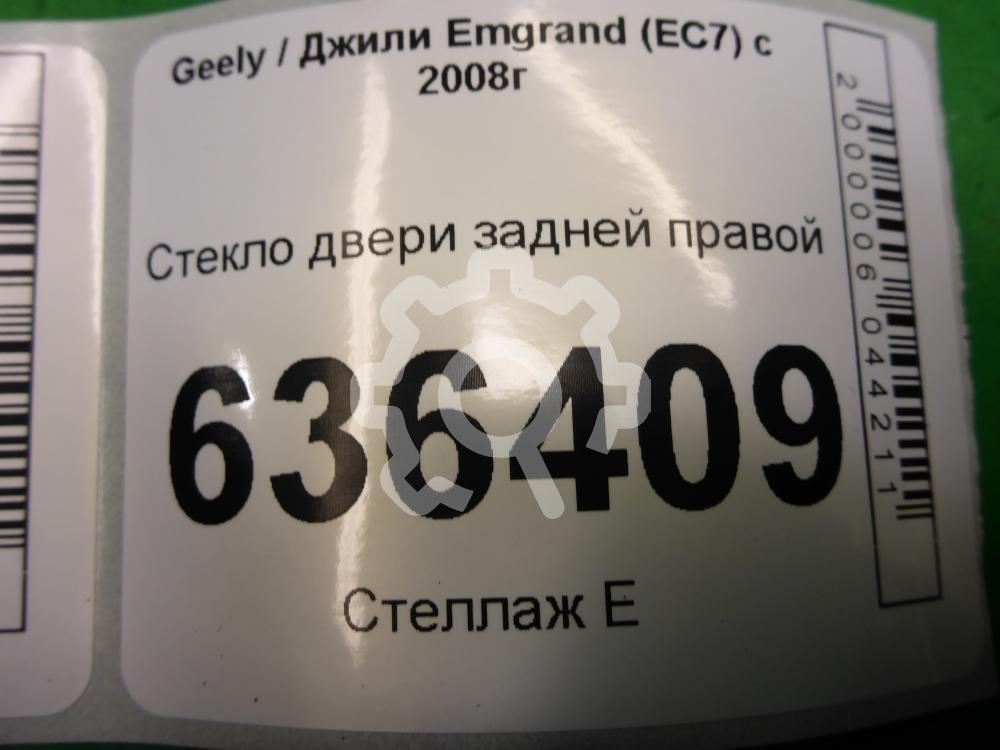 Geely / Джили Emgrand (EC7) с
2008г
Стекло двери задней правой
636409
Стеллаж Е
2000006044211